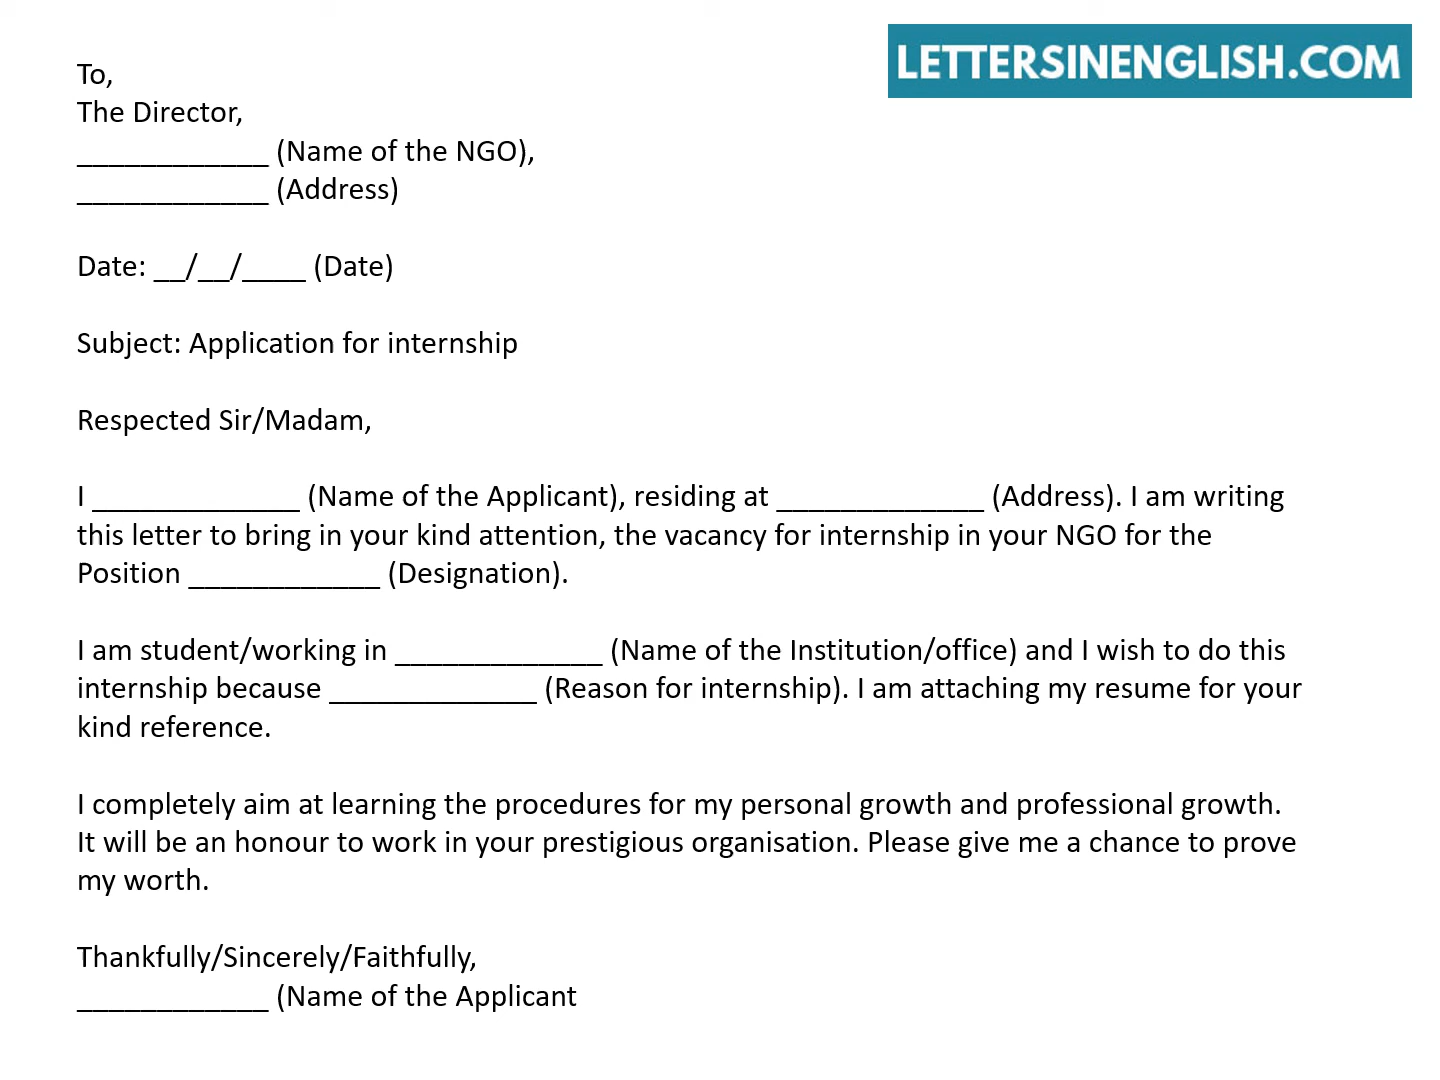 LETTERSINENGLISH.COM
To,
The Director,
____________ (Name of the NGO),
____________ (Address)
Date: __/__/____ (Date)
Subject: Application for internship
Respected Sir/Madam,
I _____________ (Name of the Applicant), residing at _____________ (Address). I am writing
this letter to bring in your kind attention, the vacancy for internship in your NGO for the
Position ____________ (Designation).
I am student/working in _____________ (Name of the Institution/office) and I wish to do this
internship because _____________ (Reason for internship). I am attaching my resume for your
kind reference.
I completely aim at learning the procedures for my personal growth and professional growth.
It will be an honour to work in your prestigious organisation. Please give me a chance to prove
my worth.
Thankfully/Sincerely/Faithfully,
____________ (Name of the Applicant